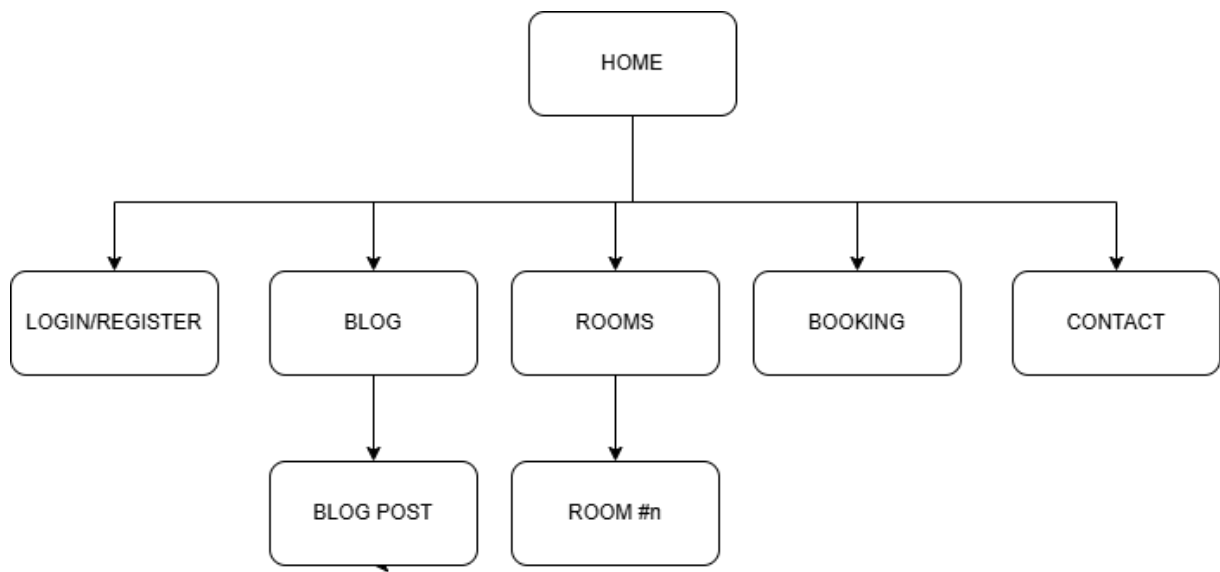 HOME
LOGIN/REGISTER
BLOG
ROOMS
BOOKING
CONTACT
BLOG POST
ROOM #n